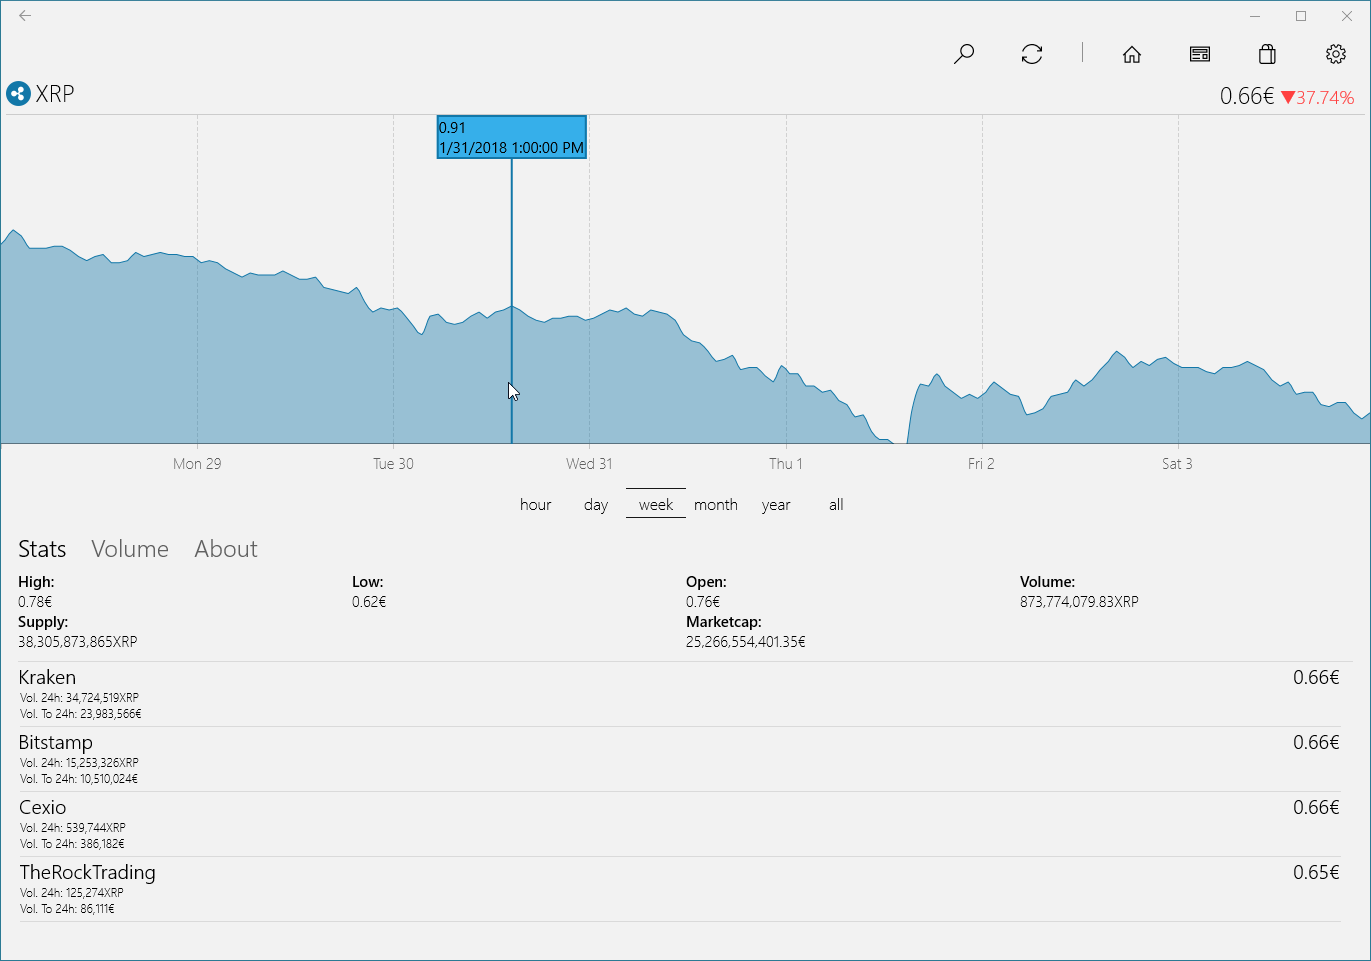 XRP
0.66€ ▼37.74%
0.91
1/31/2018 1:00:00 PM
Mon 29 Tue 30 Wed 31 Thu 1 Fri 2 Sat 3
hour day week month year all
Stats Volume About
High: Low: Open: Volume:
0.78€ 0.62€ 0.76€ 873,774,079.83XRP
Supply: Marketcap:
38,305,873,865XRP 25,266,554,401.35€
Kraken 0.66€
Vol. 24h: 34,724,519XRP
Vol. To 24h: 23,983,566€
Bitstamp 0.66€
Vol. 24h: 15,253,326XRP
Vol. To 24h: 10,510,024€
Cexio 0.66€
Vol. 24h: 539,744XRP
Vol. To 24h: 386,182€
TheRockTrading 0.65€
Vol. 24h: 125,274XRP
Vol. To 24h: 86,111€